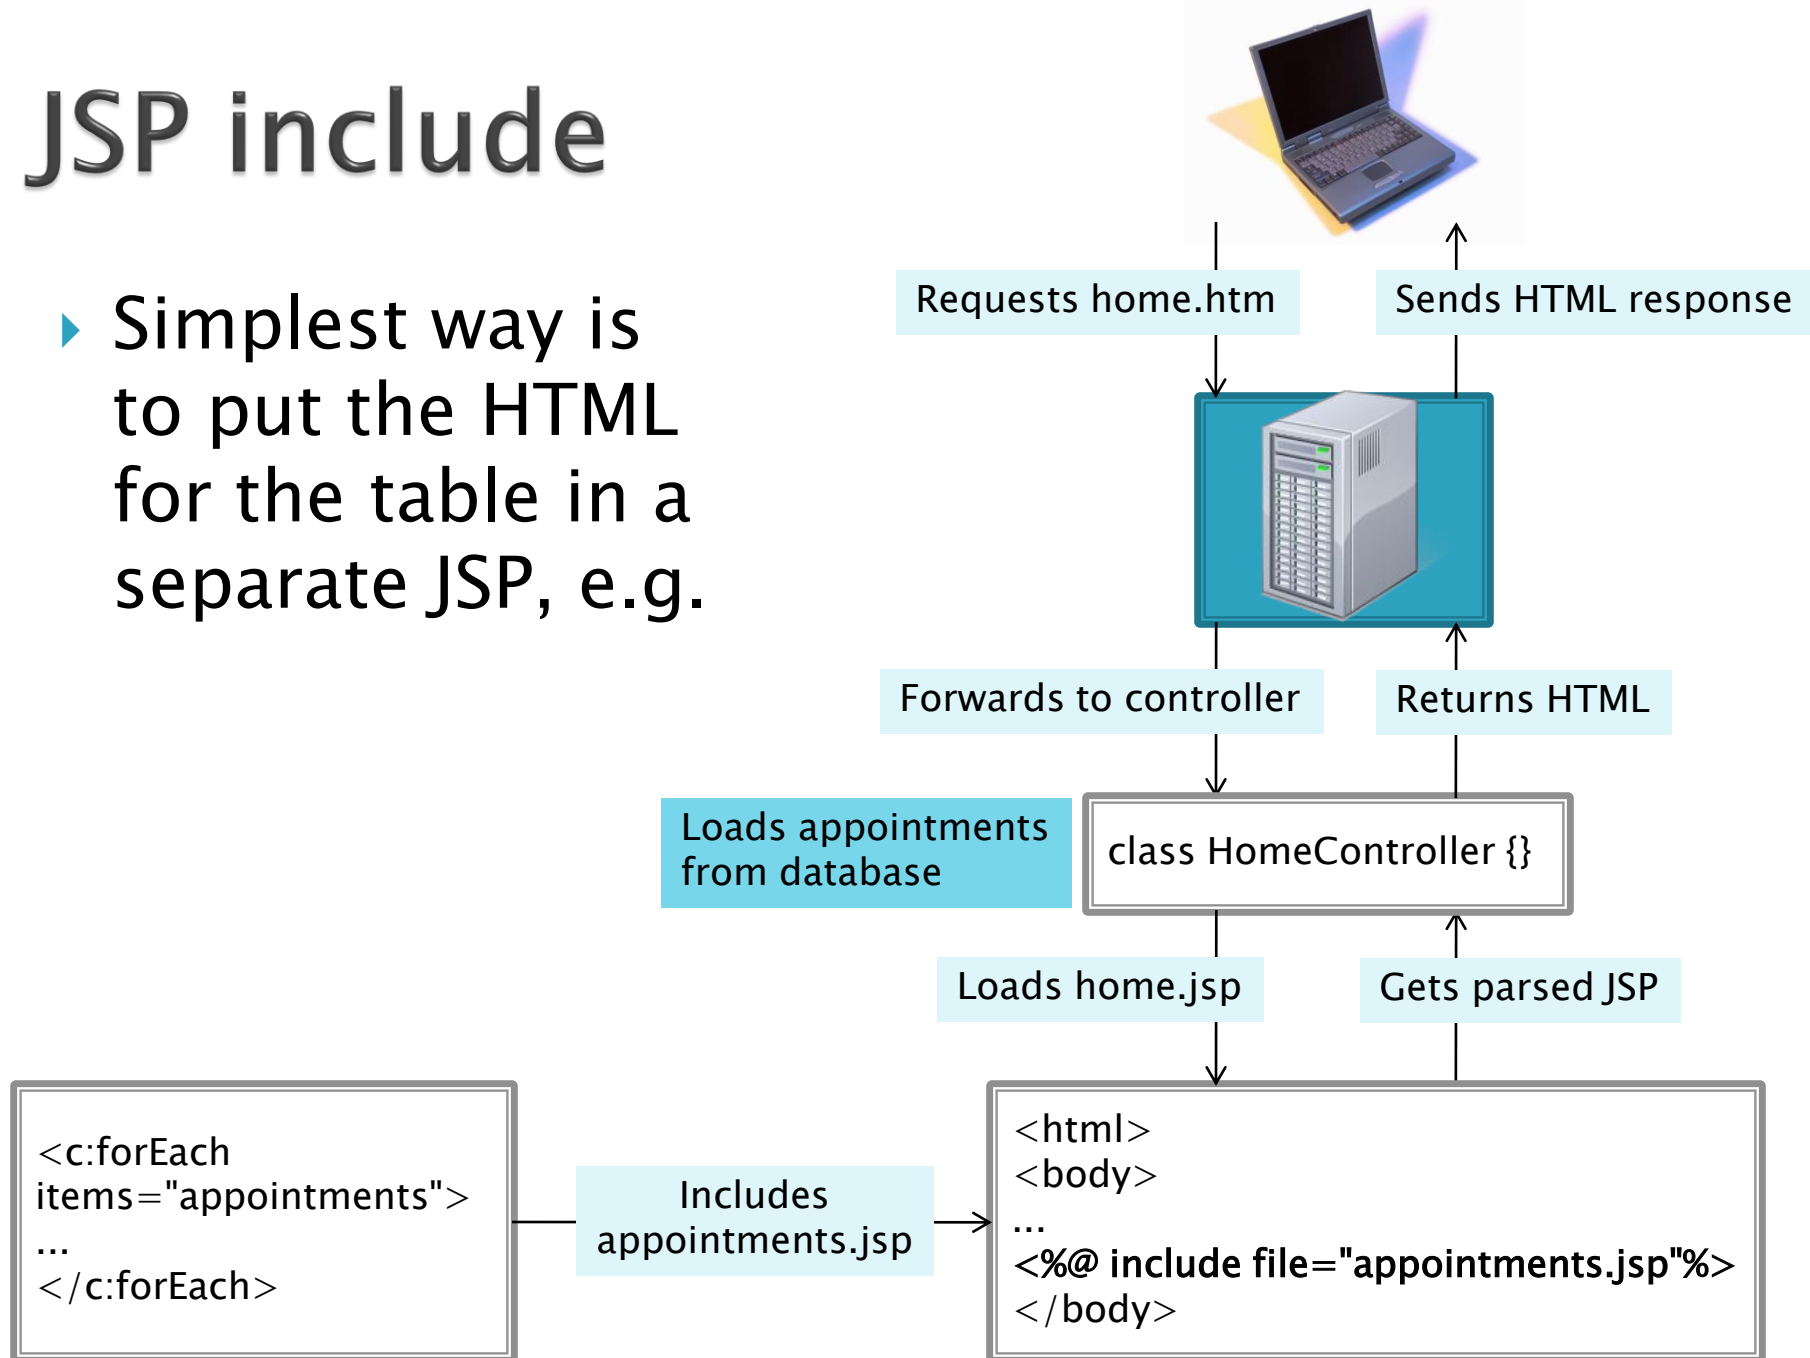 JSP include
Simplest way is
to put the HTML
for the table in a
separate JSP, e.g.
Requests home.htm
Sends HTML response
Forwards to controller
Returns HTML
Loads appointments
from database
class HomeController {}
Loads home.jsp
Gets parsed JSP
<c:forEach
items="appointments">
...
</c:forEach>
Includes
appointments.jsp
<html>
<body>
...
<%@ include file="appointments.jsp"%>
</body>